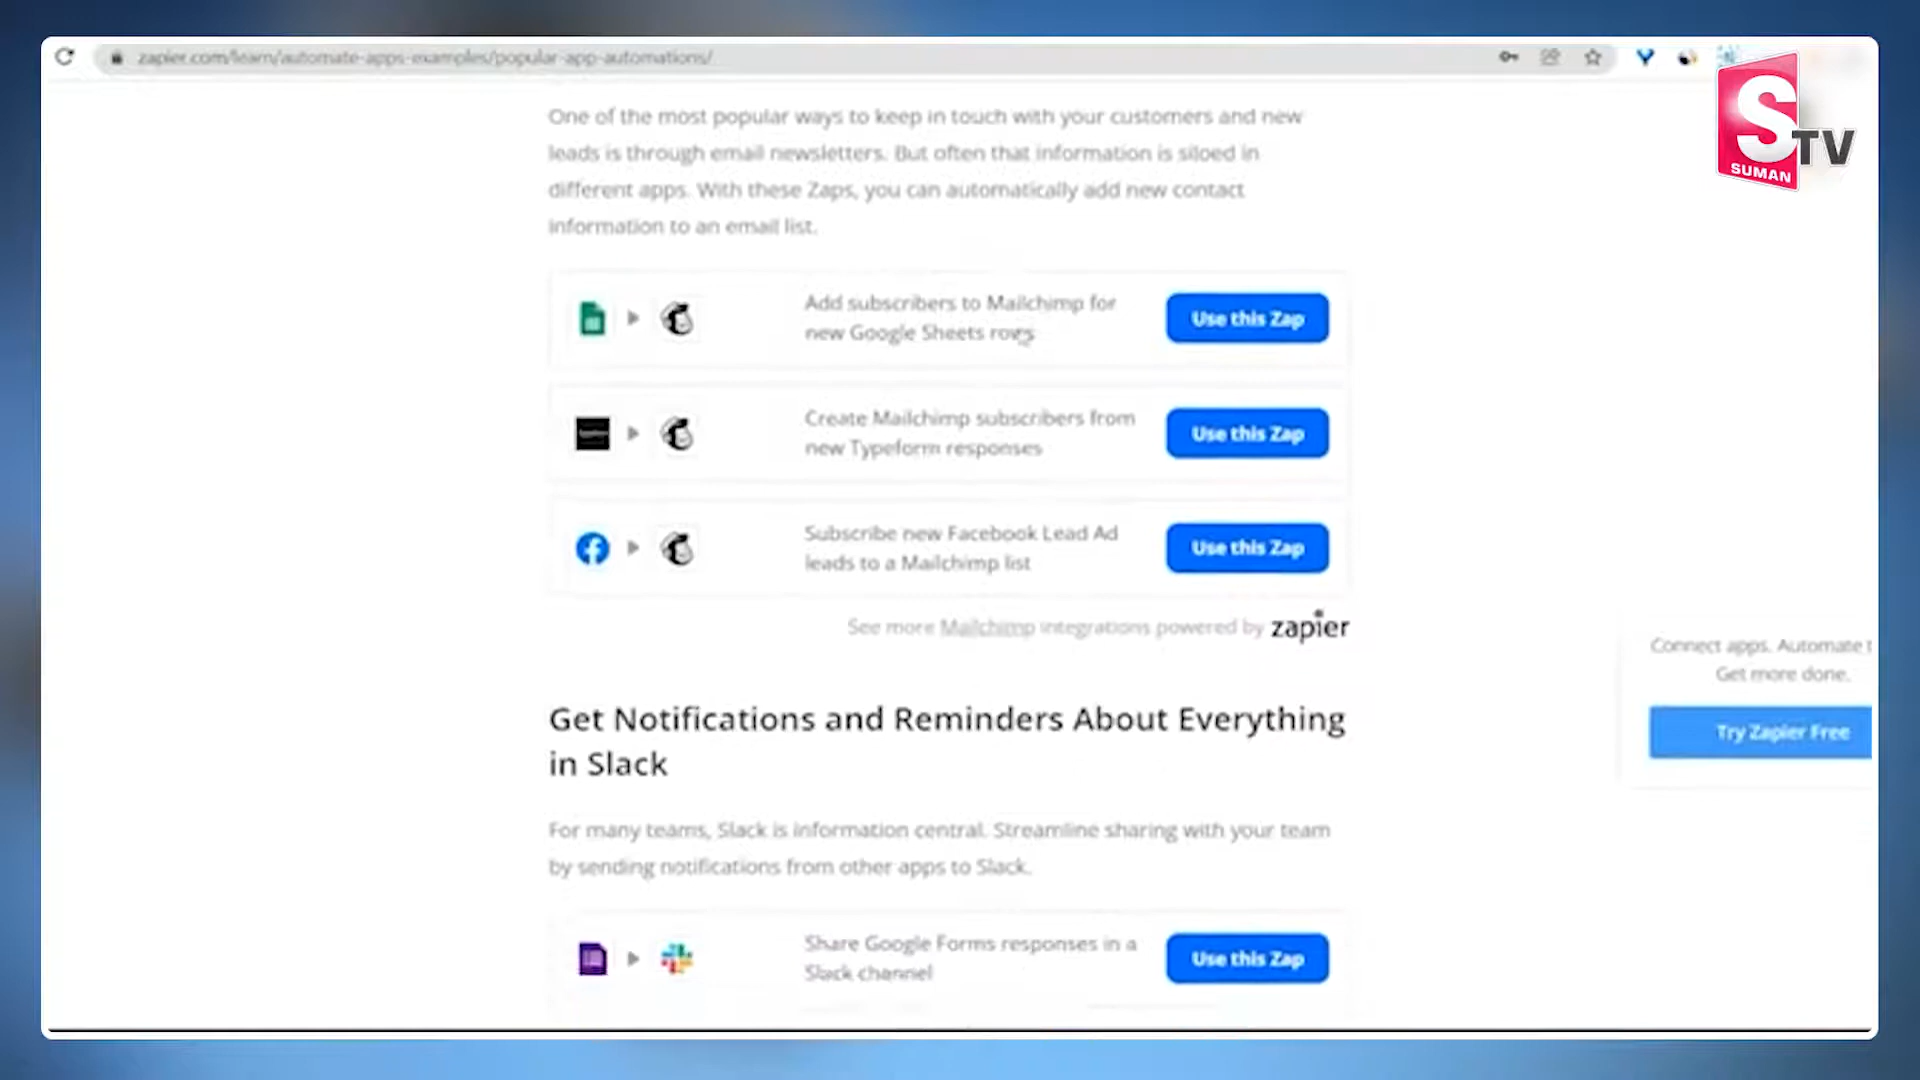 zapier.com/learn/automate-apps-examples/popular-app-automations/
S
TV
SUMAN
One of the most popular ways to keep in touch with your customers and new
leads is through email newsletters. But often that information is siloed in
different apps. With these Zaps, you can automatically add new contact
information to an email list.
Add subscribers to Mailchimp for
new Google Sheets rows
Use this Zap
Create Mailchimp subscribers from
new Typeform responses
Use this Zap
Subscribe new Facebook Lead Ad
leads to a Mailchimp list
Use this Zap
See more Mailchimp integrations powered by zapier
Connect apps. Automate t
Get more done.
Try Zapier Free
Get Notifications and Reminders About Everything
in Slack
For many teams, Slack is information central. Streamline sharing with your team
by sending notifications from other apps to Slack.
Share Google Forms responses in a
Slack channel
Use this Zap